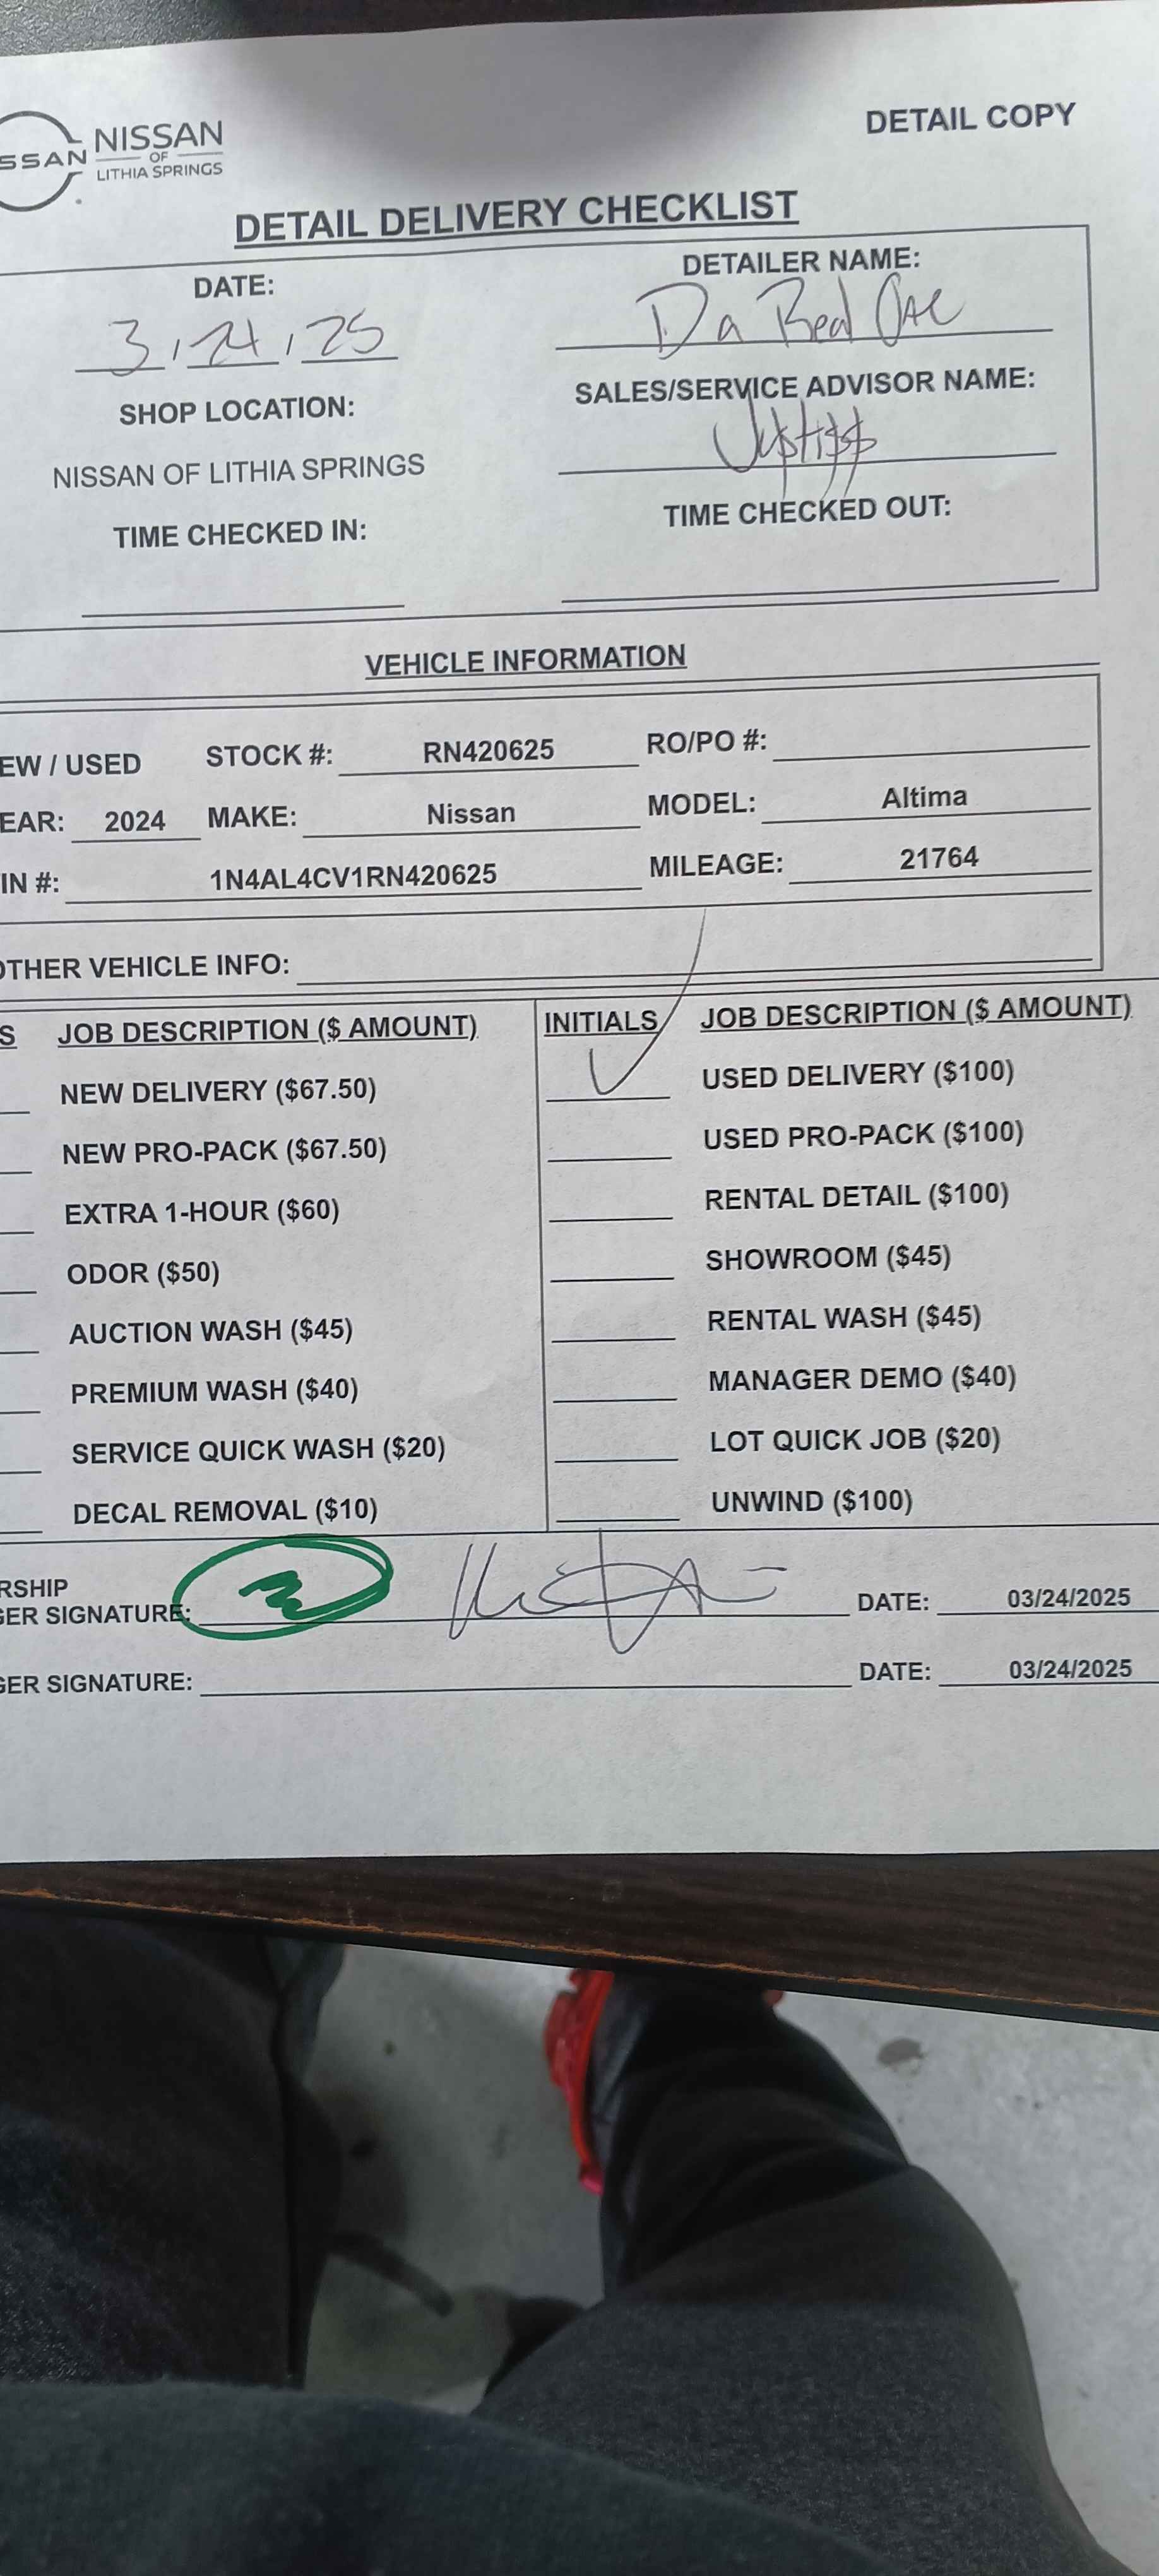 DETAIL COPY
SSAN NISSAN
OF
LITHIA SPRINGS
DETAIL DELIVERY CHECKLIST
DATE: DETAILER NAME:
3, 24, 25 Da Real
SHOP LOCATION: SALES/SERVICE ADVISOR NAME:
NISSAN OF LITHIA SPRINGS
TIME CHECKED IN: TIME CHECKED OUT:
VEHICLE INFORMATION
EW / USED STOCK #: RN420625 RO/PO #:
EAR: 2024 MAKE: Nissan MODEL: Altima
IN #: 1N4AL4CV1RN420625 MILEAGE: 21764
OTHER VEHICLE INFO:
S JOB DESCRIPTION ($ AMOUNT) INITIALS JOB DESCRIPTION ($ AMOUNT)
NEW DELIVERY ($67.50) USED DELIVERY ($100)
NEW PRO-PACK ($67.50) USED PRO-PACK ($100)
EXTRA 1-HOUR ($60) RENTAL DETAIL ($100)
ODOR ($50) SHOWROOM ($45)
AUCTION WASH ($45) RENTAL WASH ($45)
PREMIUM WASH ($40) MANAGER DEMO ($40)
SERVICE QUICK WASH ($20) LOT QUICK JOB ($20)
DECAL REMOVAL ($10) UNWIND ($100)
RSHIP
GER SIGNATURE: DATE: 03/24/2025
GER SIGNATURE: DATE: 03/24/2025